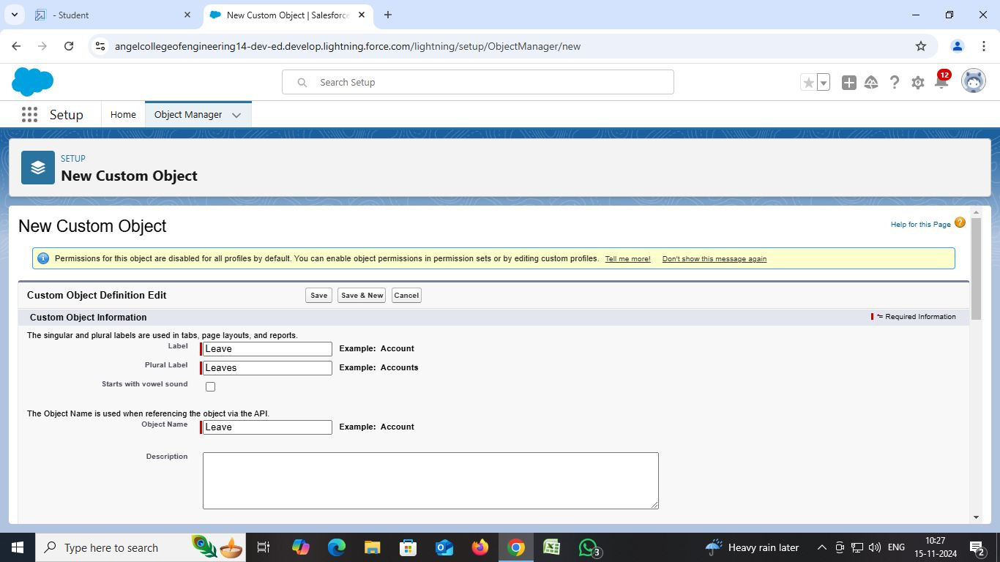 - Student
New Custom Object | Salesforce
angelcollegeofengineering14-dev-ed.develop.lightning.force.com/lightning/setup/ObjectManager/new
Search Setup
12
Setup
Home
Object Manager
SETUP
New Custom Object
New Custom Object
Help for this Page
Permissions for this object are disabled for all profiles by default. You can enable object permissions in permission sets or by editing custom profiles. Tell me more! Don't show this message again
Custom Object Definition Edit
Save
Save & New
Cancel
Custom Object Information
= Required Information
The singular and plural labels are used in tabs, page layouts, and reports.
Label
Leave
Example: Account
Plural Label
Leaves
Example: Accounts
Starts with vowel sound
The Object Name is used when referencing the object via the API.
Object Name
Leave
Example: Account
Description
Type here to search
3
Heavy rain later
ENG
10:27
15-11-2024
2